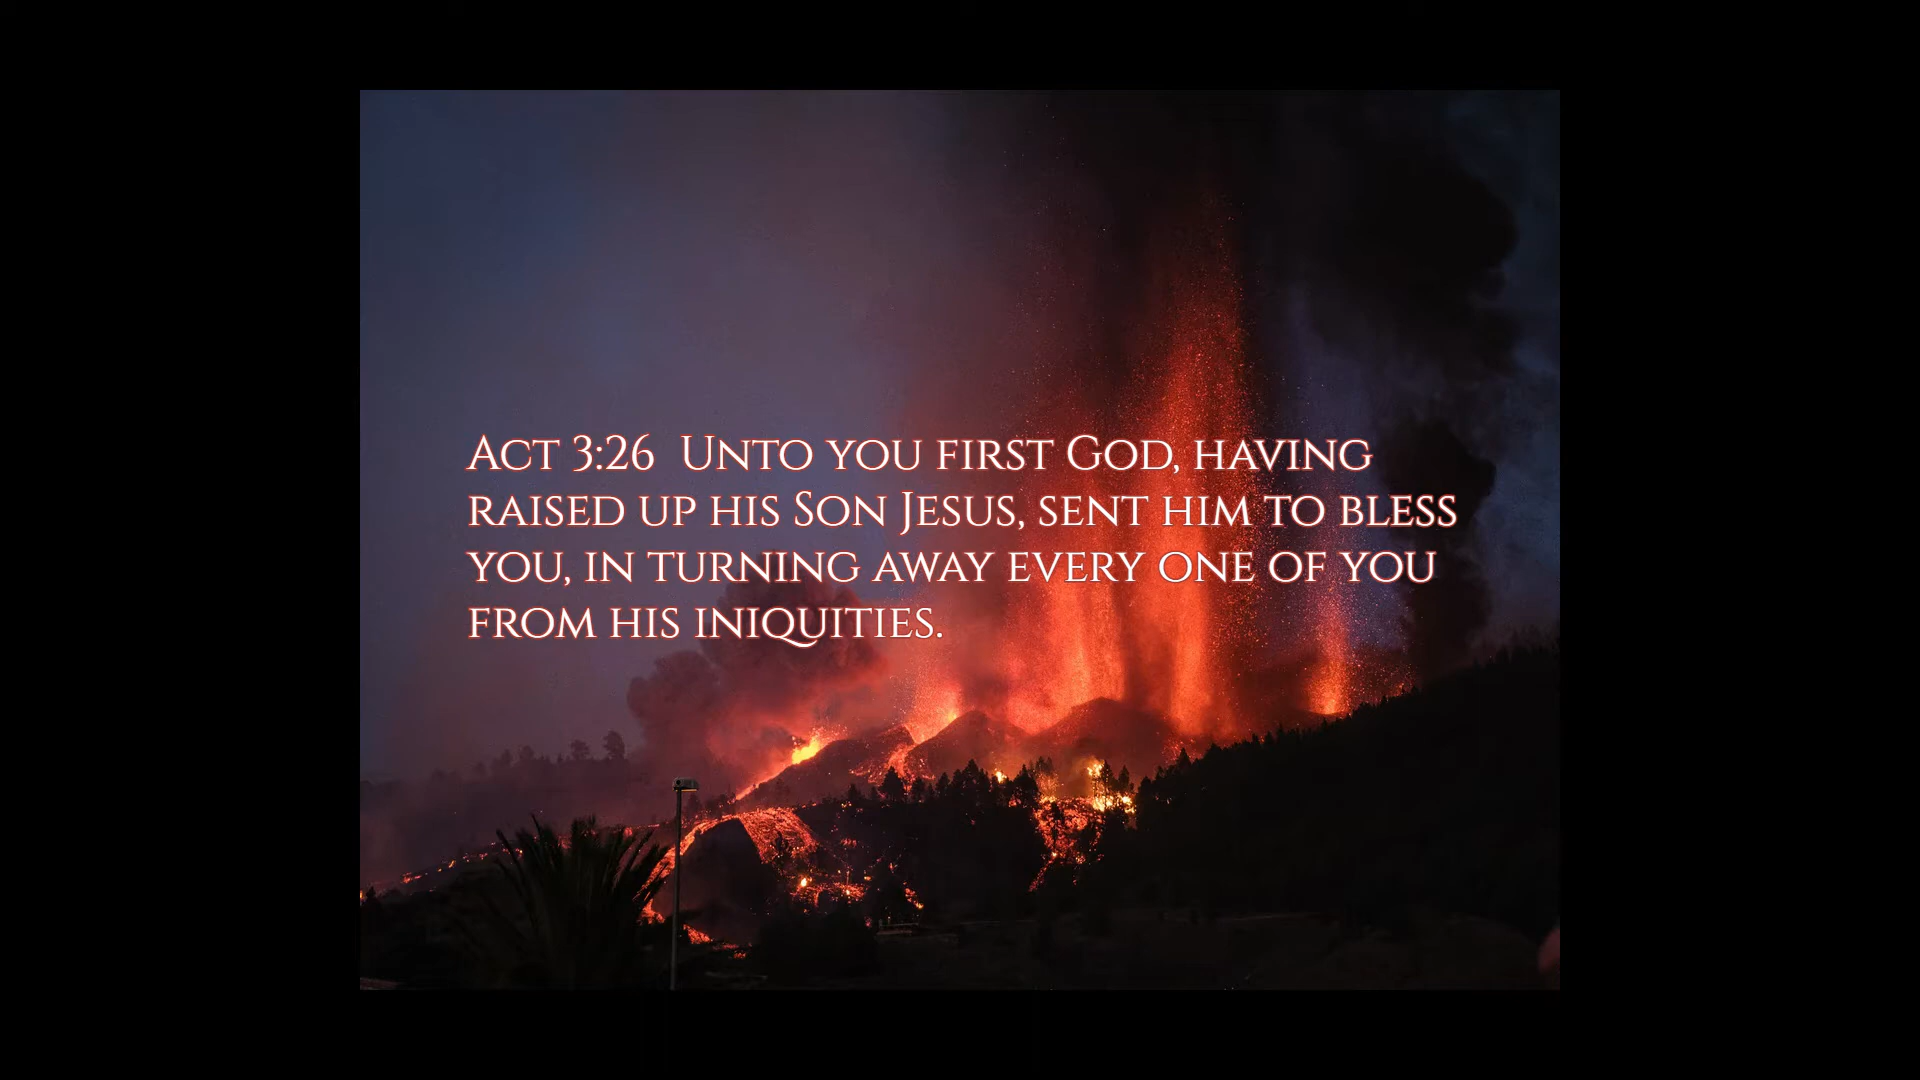 Act 3:26  Unto you first God, having
raised up his Son Jesus, sent him to bless
you, in turning away every one of you
from his iniquities.